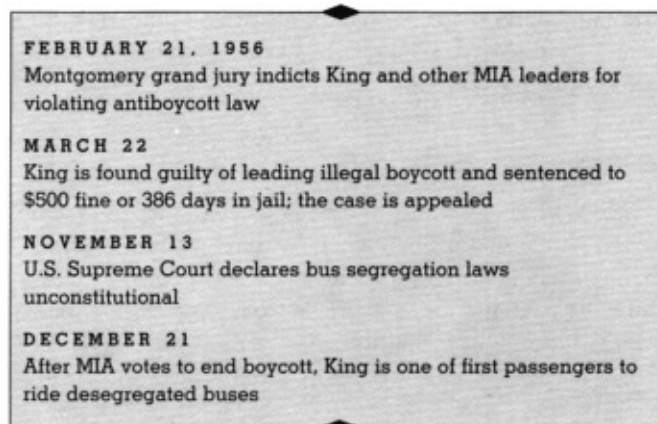 FEBRUARY 21, 1956
Montgomery grand jury indicts King and other MIA leaders for
violating antiboycott law
MARCH 22
King is found guilty of leading illegal boycott and sentenced to
$500 fine or 386 days in jail; the case is appealed
NOVEMBER 13
U.S. Supreme Court declares bus segregation laws
unconstitutional
DECEMBER 21
After MIA votes to end boycott, King is one of first passengers to
ride desegregated buses